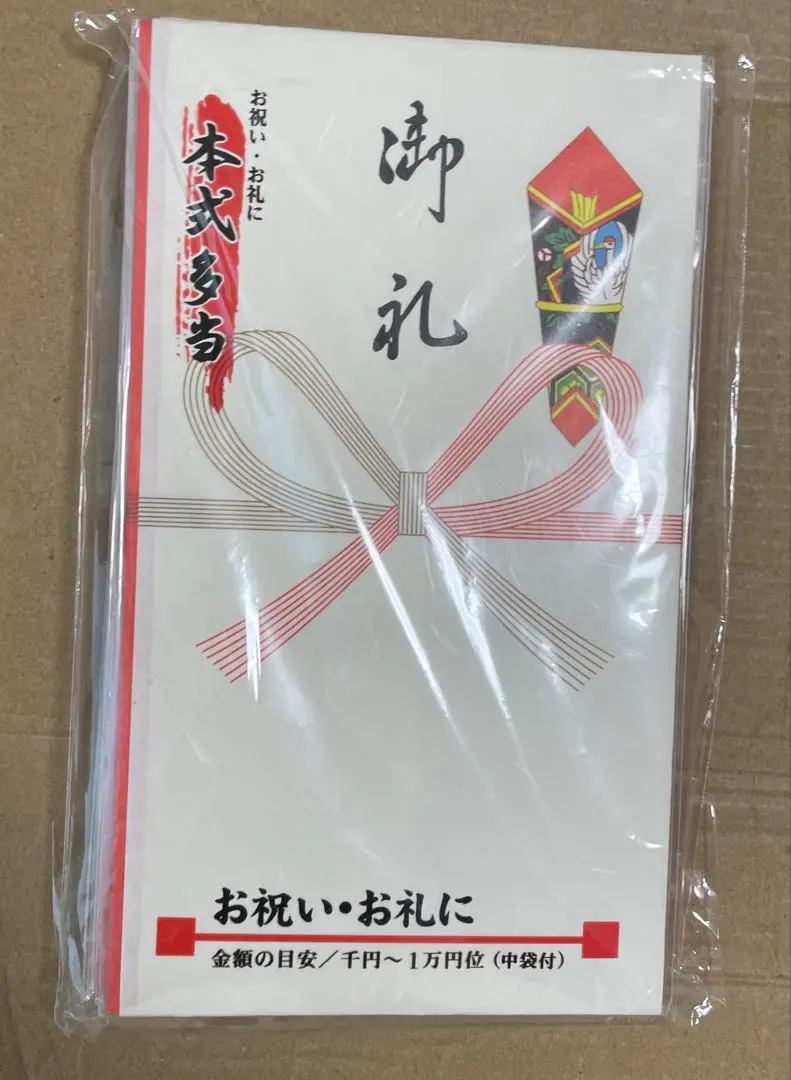 お祝い・お礼に
本式多当
御礼
お祝い・お礼に
金額の目安／千円～1万円位（中袋付）